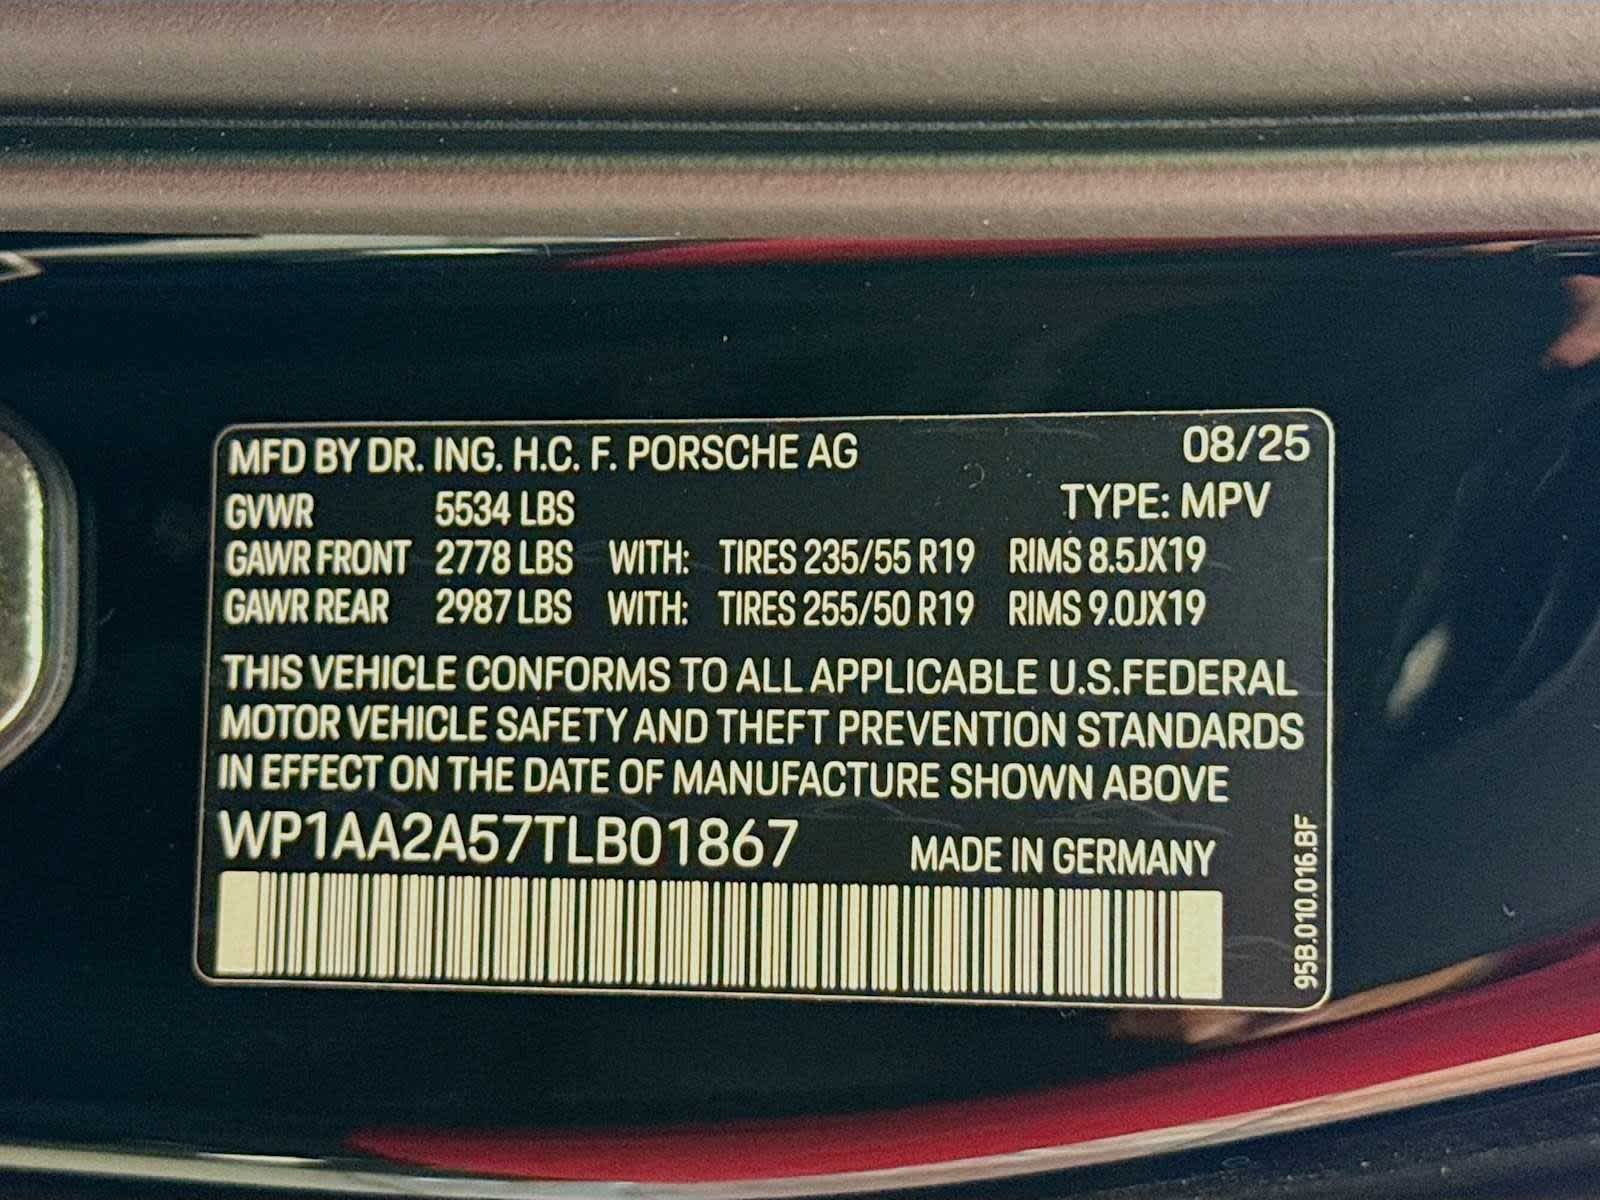 MFD BY DR. ING. H.C. F. PORSCHE AG 08/25
GVWR 5534 LBS TYPE: MPV
GAWR FRONT 2778 LBS WITH: TIRES 235/55 R19 RIMS 8.5JX19
GAWR REAR 2987 LBS WITH: TIRES 255/50 R19 RIMS 9.0JX19
THIS VEHICLE CONFORMS TO ALL APPLICABLE U.S.FEDERAL
MOTOR VEHICLE SAFETY AND THEFT PREVENTION STANDARDS
IN EFFECT ON THE DATE OF MANUFACTURE SHOWN ABOVE
WP1AA2A57TLB01867 MADE IN GERMANY
95B.010.016.BF